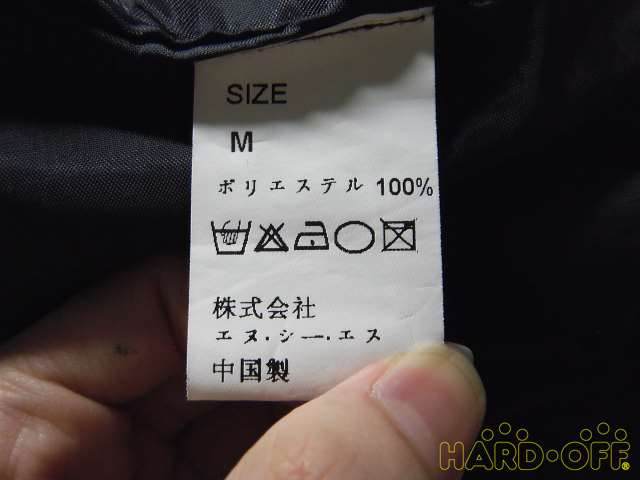 SIZE
M
ポリエステル 100%
株式会社
エヌ・シー・エス
中国製
HARD・OFF®